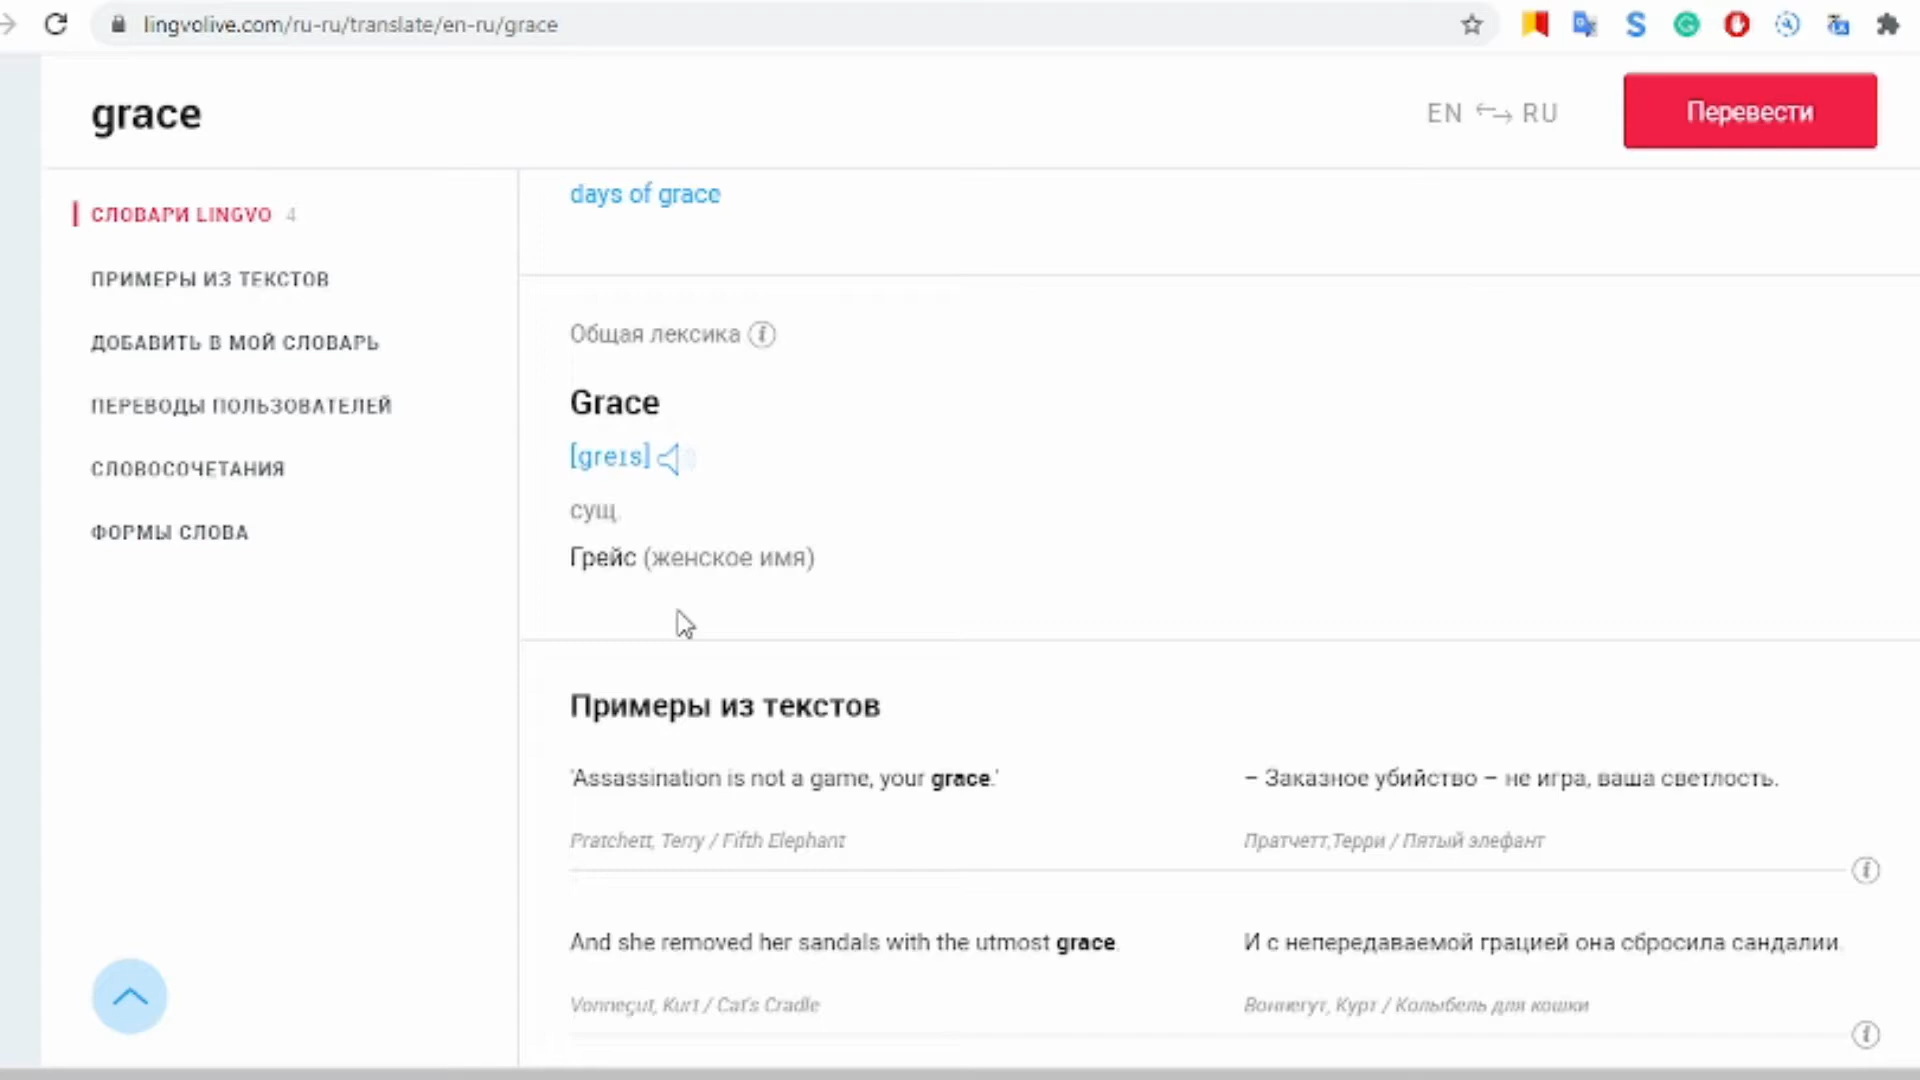 lingvolive.com/ru-ru/translate/en-ru/grace
grace
EN RU
Перевести
СЛОВАРИ LINGVO 4
ПРИМЕРЫ ИЗ ТЕКСТОВ
ДОБАВИТЬ В МОЙ СЛОВАРЬ
ПЕРЕВОДЫ ПОЛЬЗОВАТЕЛЕЙ
СЛОВОСОЧЕТАНИЯ
ФОРМЫ СЛОВА
days of grace
Общая лексика
Grace
[greɪs]
сущ.
Грейс (женское имя)
Примеры из текстов
'Assassination is not a game, your grace.'
– Заказное убийство – не игра, ваша светлость.
Pratchett, Terry / Fifth Elephant
Пратчетт,Терри / Пятый элефант
And she removed her sandals with the utmost grace.
И с непередаваемой грацией она сбросила сандалии.
Vonnegut, Kurt / Cat's Cradle
Воннегут, Курт / Колыбель для кошки